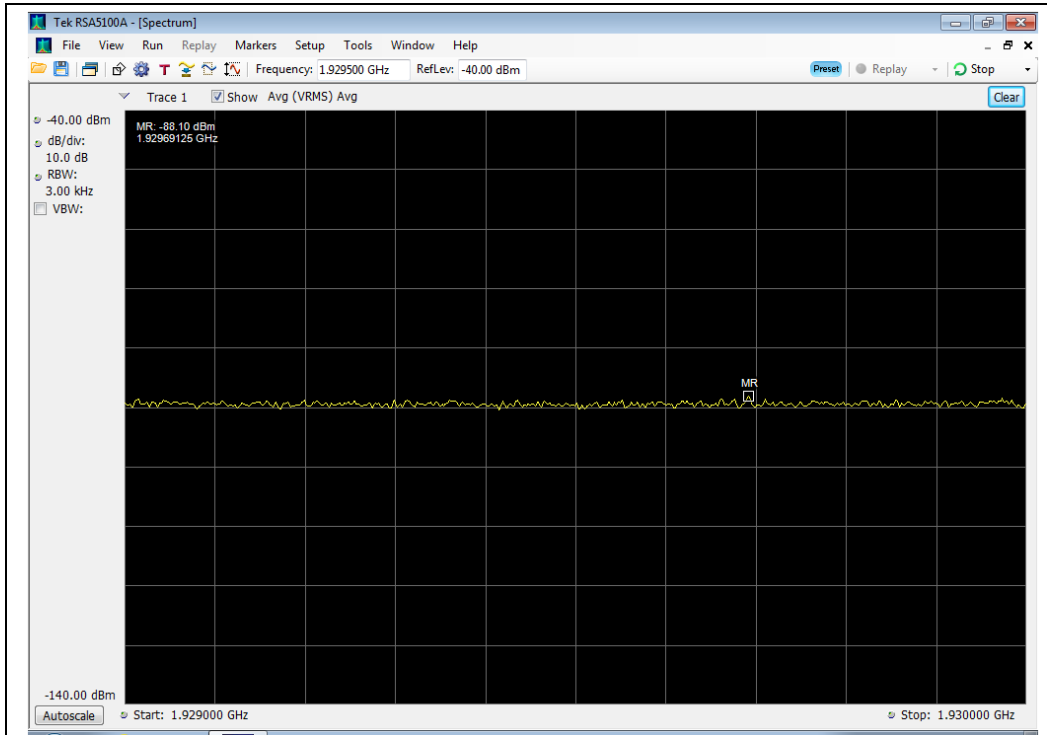 Tek RSA5100A - [Spectrum]
File View Run Replay Markers Setup Tools Window Help
T Frequency: 1.929500 GHz RefLev: -40.00 dBm Preset Replay Stop
Trace 1 Show Avg (VRMS) Avg Clear
-40.00 dBm
MR: -88.10 dBm
1.92969125 GHz
dB/div:
10.0 dB
RBW:
3.00 kHz
VBW:
MR
-140.00 dBm
Autoscale Start: 1.929000 GHz Stop: 1.930000 GHz